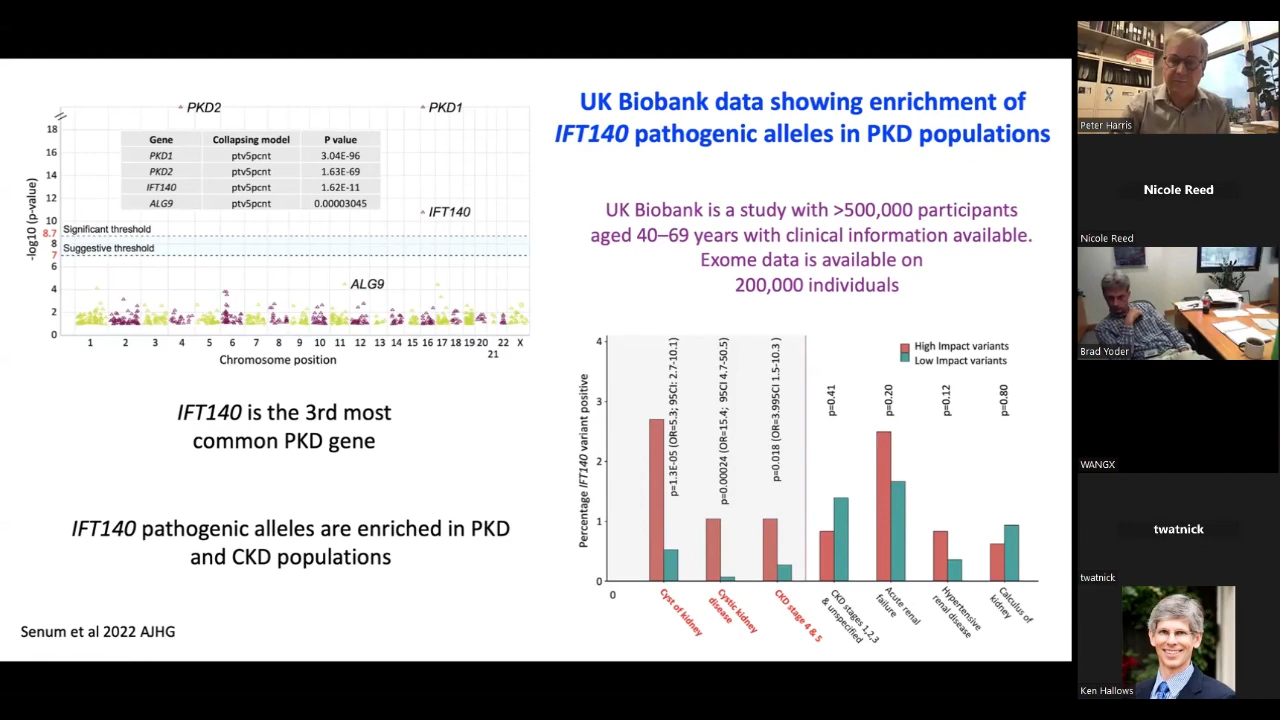 PKD2
PKD1
18
16
14
12
10
8.7
8
7
6
4
2
0
-log10 (p-value)
Gene Collapsing model P value
PKD1 ptv5pcnt 3.04E-96
PKD2 ptv5pcnt 1.63E-69
IFT140 ptv5pcnt 1.62E-11
ALG9 ptv5pcnt 0.00003045
IFT140
Significant threshold
Suggestive threshold
ALG9
1 2 3 4 5 6 7 8 9 10 11 12 13 14 15 16 17 18 19 20 22 X
21
Chromosome position
IFT140 is the 3rd most
common PKD gene
IFT140 pathogenic alleles are enriched in PKD
and CKD populations
Senum et al 2022 AJHG
UK Biobank data showing enrichment of
IFT140 pathogenic alleles in PKD populations
UK Biobank is a study with >500,000 participants
aged 40–69 years with clinical information available.
Exome data is available on
200,000 individuals
Percentage IFT140 variant positive
4
3
2
1
0
0
High Impact variants
Low Impact variants
p=1.3E-05 (OR=5.3; 95CI: 2.7-10.1)
p=0.00024 (OR=15.4; 95CI 4.7-50.5)
p=0.018 (OR=3.995CI 1.5-10.3 )
p=0.41
p=0.20
p=0.12
p=0.80
Cyst of kidney
Cystic kidney
disease
CKD stage 4 & 5
CKD stages 1,2,3
& unspecified
Acute renal
failure
Hypertensive
renal disease
Calculus of
kidney
Peter Harris
Nicole Reed
Nicole Reed
Brad Yoder
WANGX
twatnick
twatnick
Ken Hallows